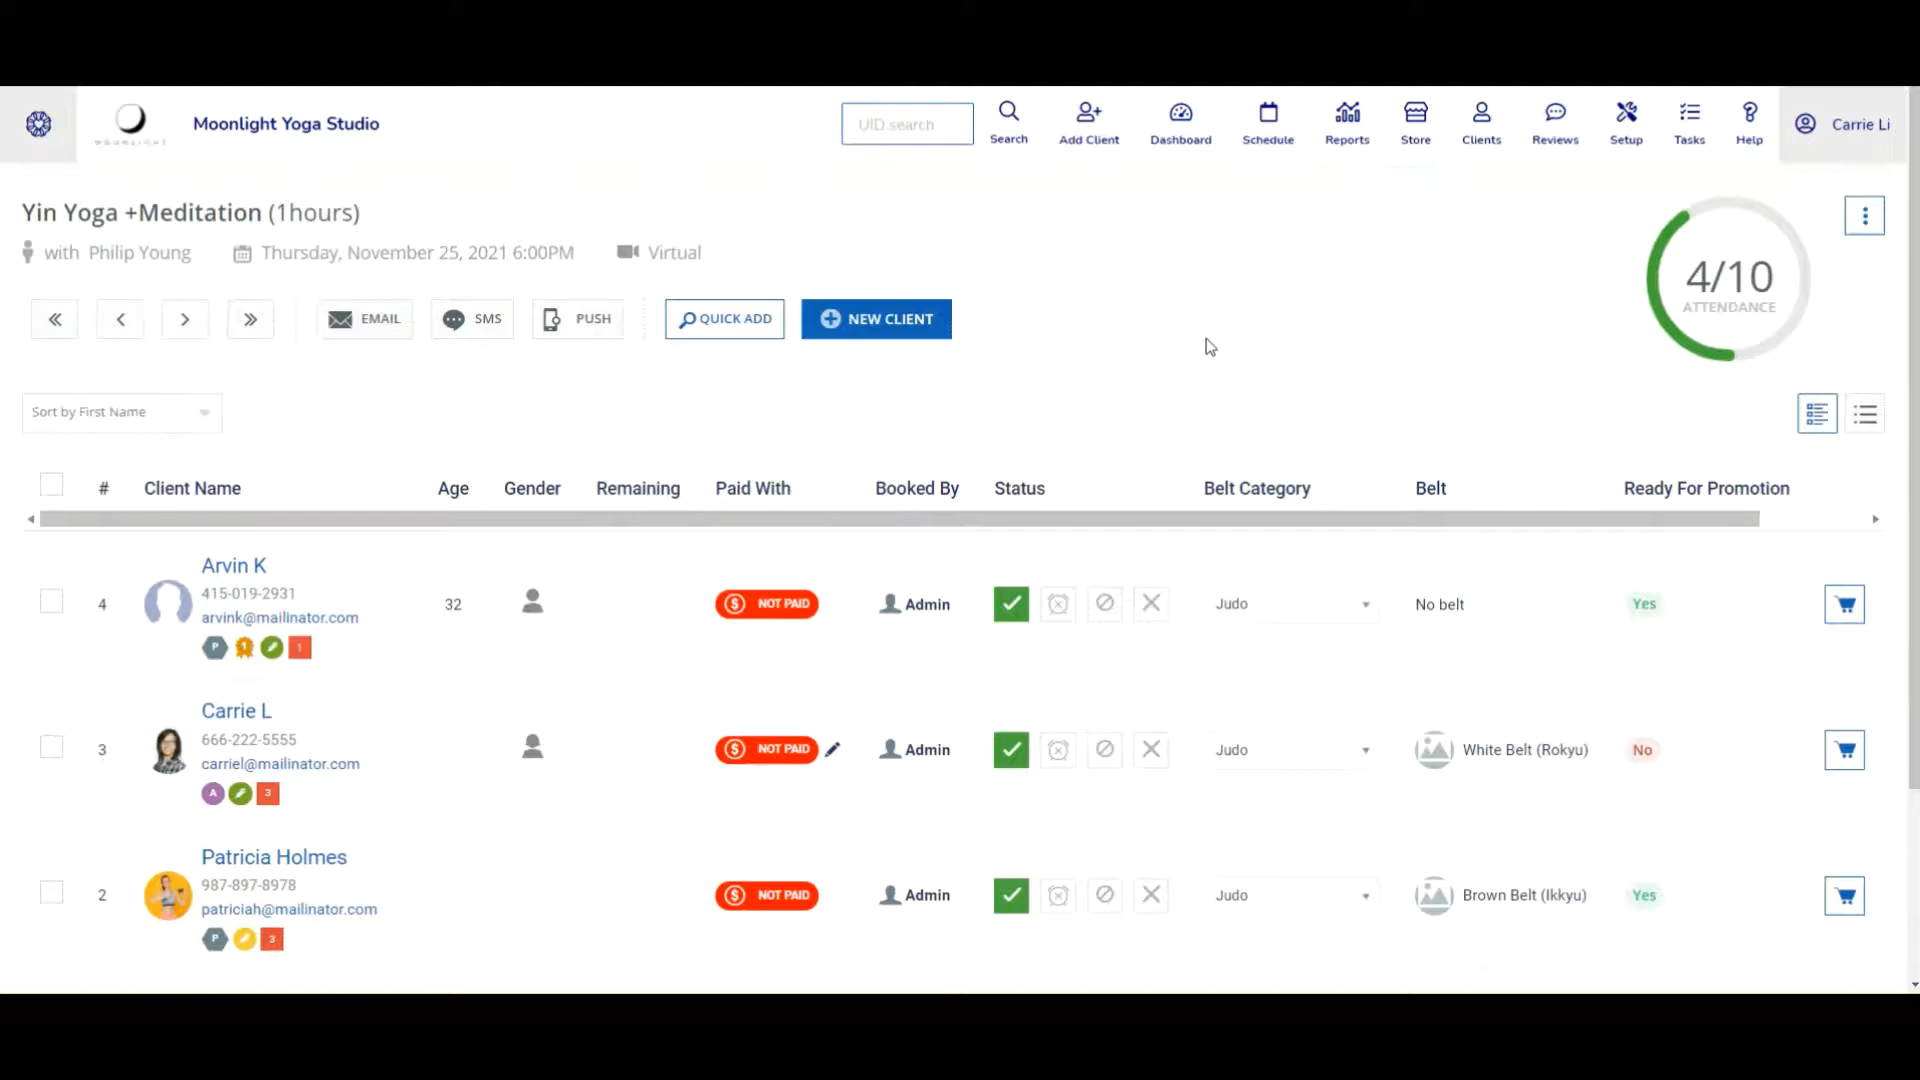 Moonlight Yoga Studio
UID search
Search
Add Client
Dashboard
Schedule
Reports
Store
Clients
Reviews
Setup
Tasks
Help
Carrie Li
Yin Yoga +Meditation (1hours)
with Philip Young
Thursday, November 25, 2021 6:00PM
Virtual
4/10
ATTENDANCE
EMAIL
SMS
PUSH
QUICK ADD
NEW CLIENT
Sort by First Name
# Client Name Age Gender Remaining Paid With Booked By Status Belt Category Belt Ready For Promotion
Arvin K
415-019-2931
arvink@mailinator.com
P 1 1
4 32 NOT PAID Admin Judo No belt Yes
Carrie L
666-222-5555
carriel@mailinator.com
A 3
3 NOT PAID Admin Judo White Belt (Rokyu) No
Patricia Holmes
987-897-8978
patriciah@mailinator.com
P 3
2 NOT PAID Admin Judo Brown Belt (Ikkyu) Yes